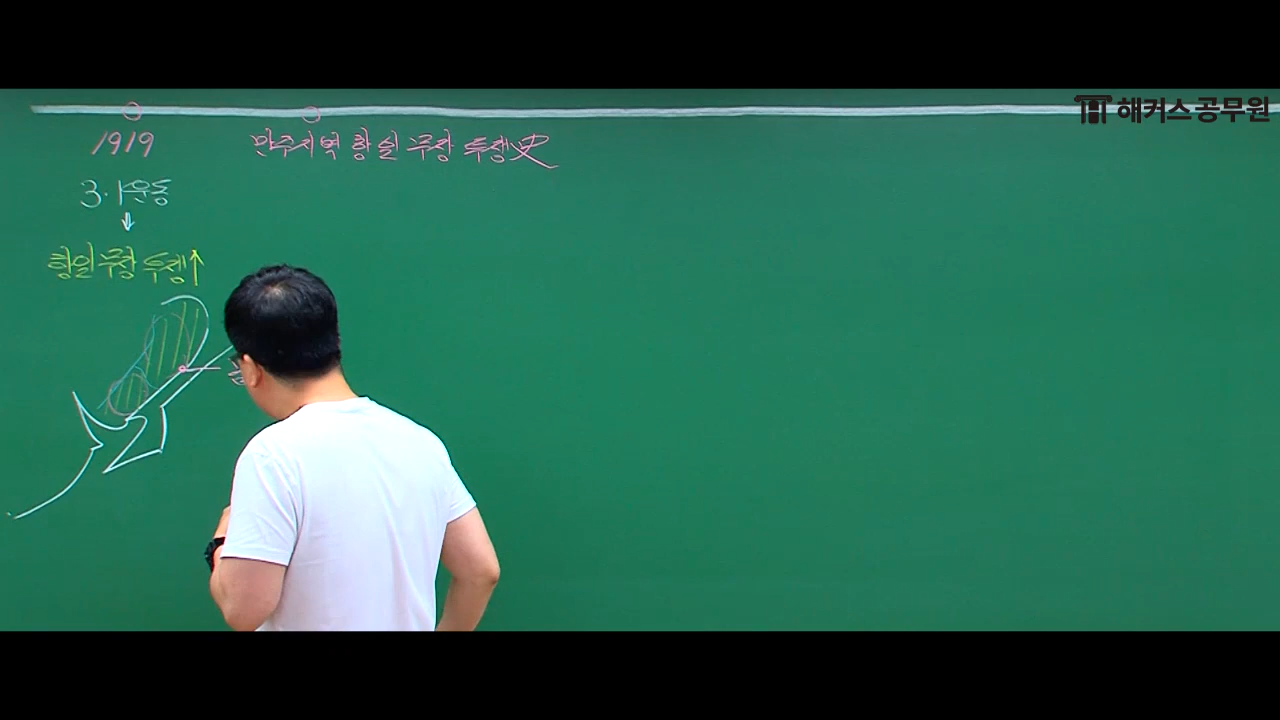 해커스공무원
1919
만주지역 항일 무장 투쟁史
3·1운동
항일 무장 투쟁↑